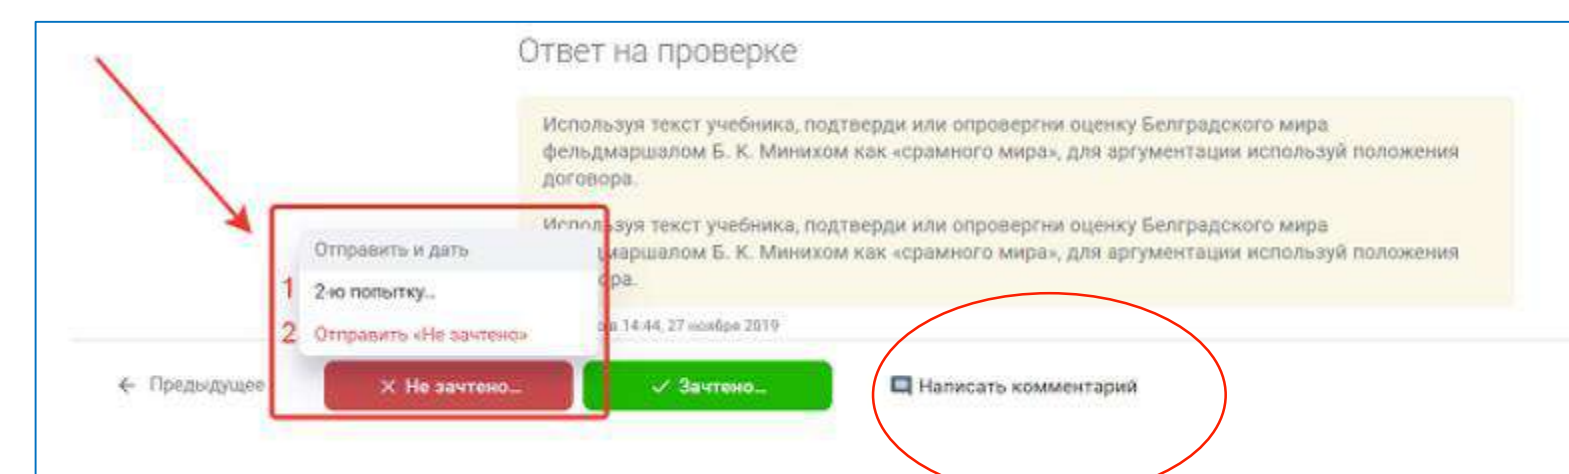 Ответ на проверке
Используя текст учебника, подтверди или опровергни оценку Белградского мира
фельдмаршалом Б. К. Минихом как «срамного мира», для аргументации используй положения
договора.
Используя текст учебника, подтверди или опровергни оценку Белградского мира
маршалом Б. К. Минихом как «срамного мира», для аргументации используй положения
ора.
Отправить и дать
1 2-ю попытку...
2 Отправить «Не зачтено»
в 14:44, 27 ноября 2019
← Предыдущее
× Не зачтено...
✓ Зачтено...
Написать комментарий